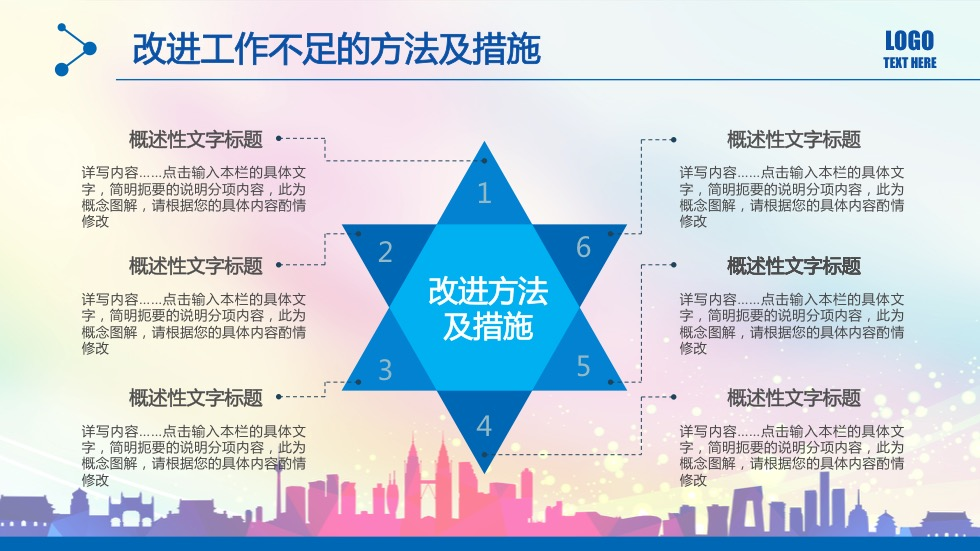 改进工作不足的方法及措施
LOGO
TEXT HERE
概述性文字标题
详写内容……点击输入本栏的具体文
字，简明扼要的说明分项内容，此为
概念图解，请根据您的具体内容酌情
修改
概述性文字标题
详写内容……点击输入本栏的具体文
字，简明扼要的说明分项内容，此为
概念图解，请根据您的具体内容酌情
修改
概述性文字标题
详写内容……点击输入本栏的具体文
字，简明扼要的说明分项内容，此为
概念图解，请根据您的具体内容酌情
修改
1
2
6
改进方法
及措施
3
5
4
概述性文字标题
详写内容……点击输入本栏的具体文
字，简明扼要的说明分项内容，此为
概念图解，请根据您的具体内容酌情
修改
概述性文字标题
详写内容……点击输入本栏的具体文
字，简明扼要的说明分项内容，此为
概念图解，请根据您的具体内容酌情
修改
概述性文字标题
详写内容……点击输入本栏的具体文
字，简明扼要的说明分项内容，此为
概念图解，请根据您的具体内容酌情
修改